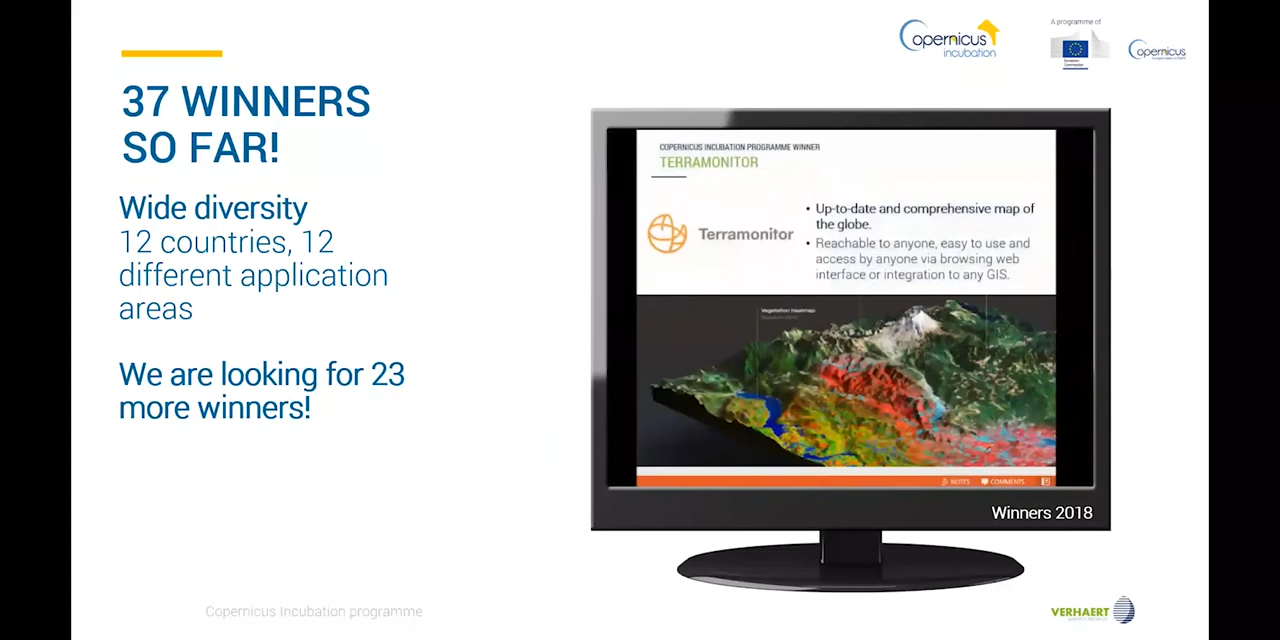 Copernicus
incubation
A programme of
European
Commission
Copernicus
37 WINNERS
SO FAR!
Wide diversity
12 countries, 12
different application
areas
We are looking for 23
more winners!
COPERNICUS INCUBATION PROGRAMME WINNER
TERRAMONITOR
Terramonitor
• Up-to-date and comprehensive map of
the globe.
• Reachable to anyone, easy to use and
access by anyone via browsing web
interface or integration to any GIS.
Vegetation heatmap
NOTES
COMMENTS
Winners 2018
Copernicus Incubation programme
VERHAERT